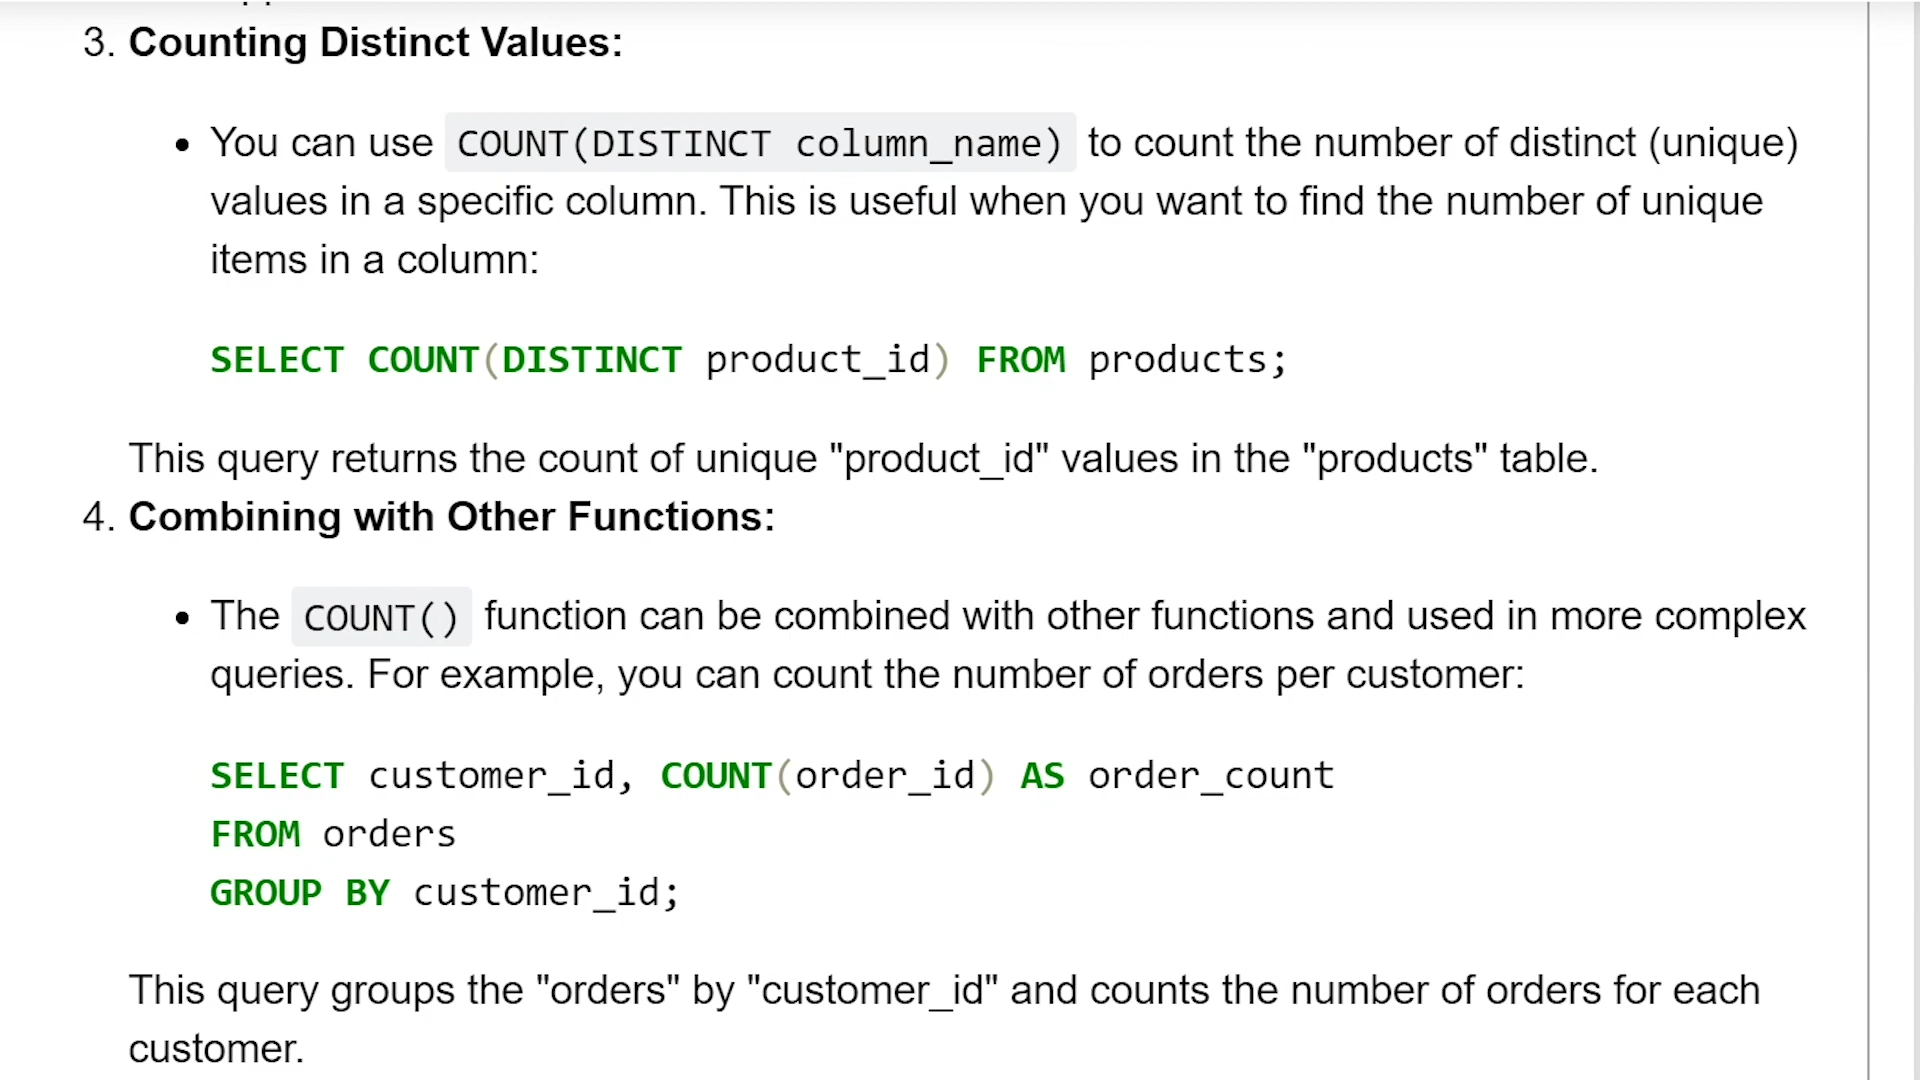 3. Counting Distinct Values:
• You can use COUNT(DISTINCT column_name) to count the number of distinct (unique)
values in a specific column. This is useful when you want to find the number of unique
items in a column:
SELECT COUNT(DISTINCT product_id) FROM products;
This query returns the count of unique "product_id" values in the "products" table.
4. Combining with Other Functions:
• The COUNT() function can be combined with other functions and used in more complex
queries. For example, you can count the number of orders per customer:
SELECT customer_id, COUNT(order_id) AS order_count
FROM orders
GROUP BY customer_id;
This query groups the "orders" by "customer_id" and counts the number of orders for each
customer.